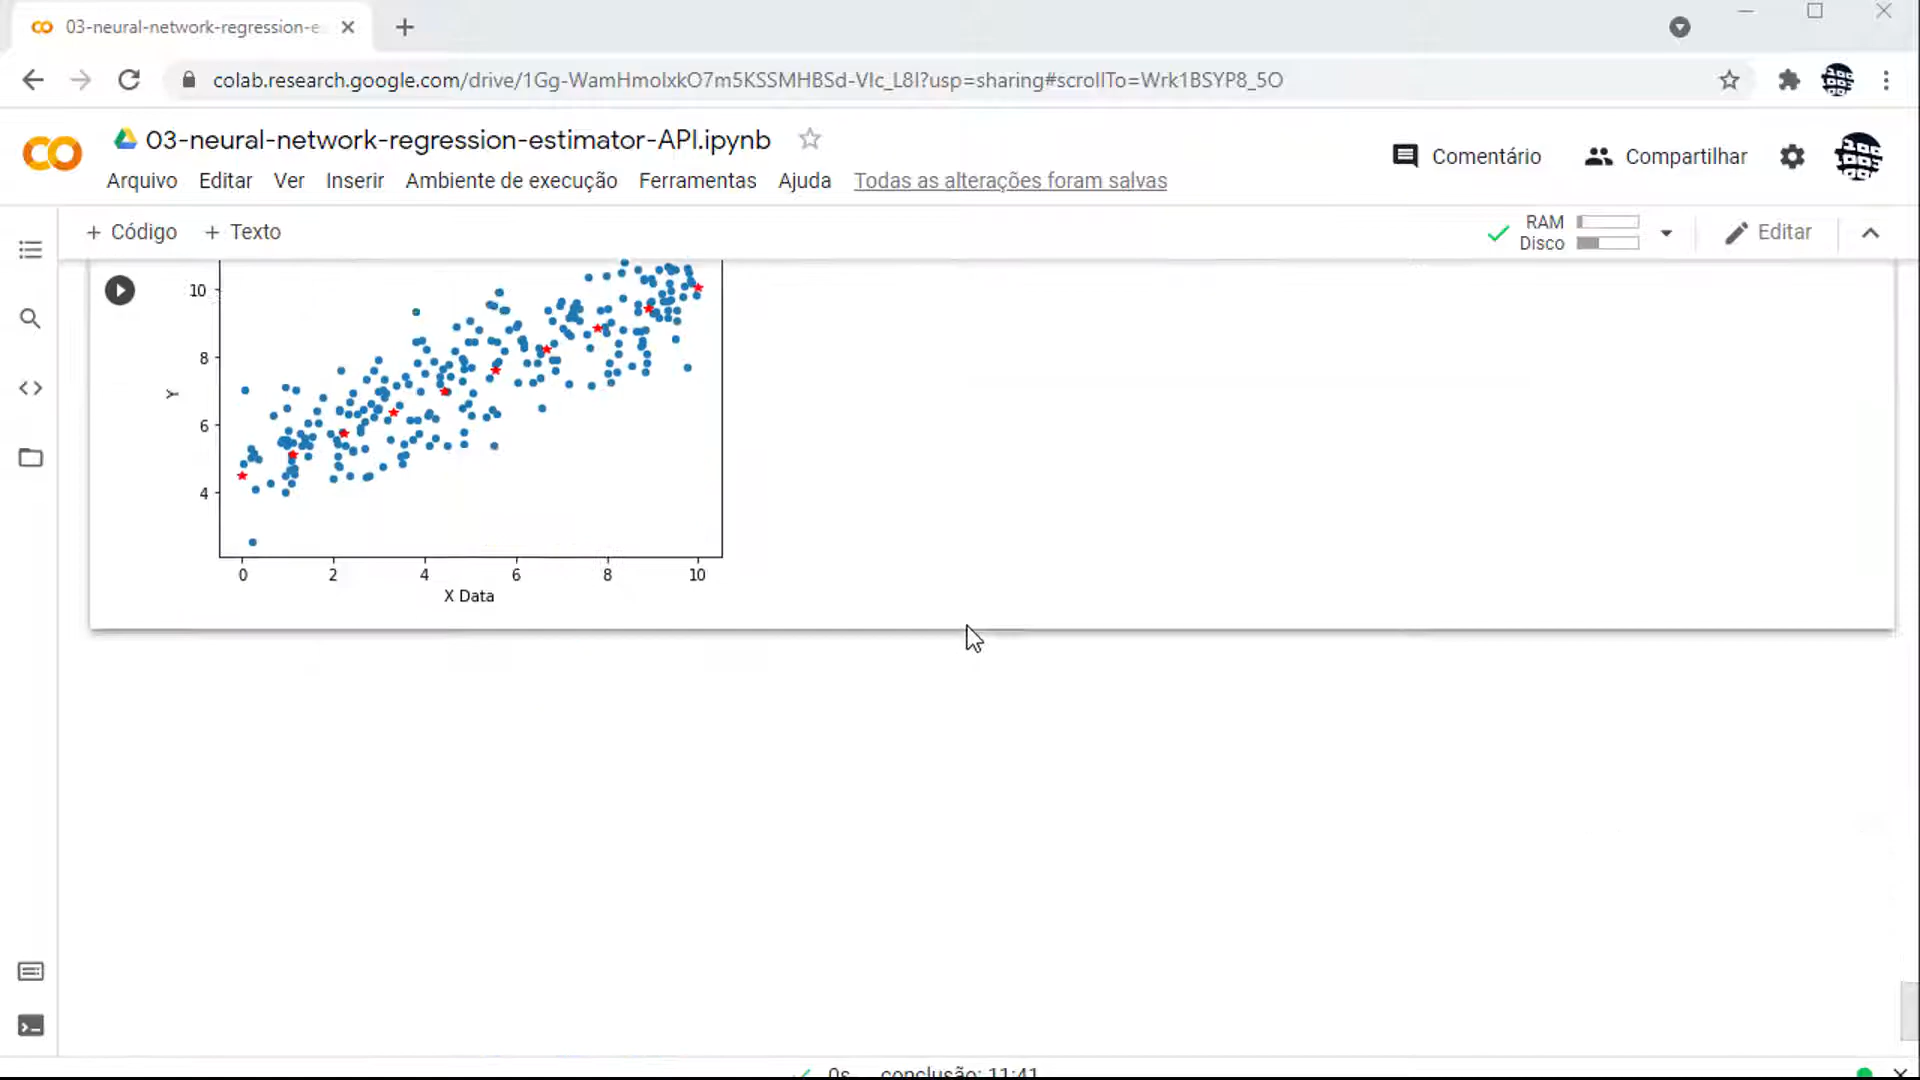 03-neural-network-regression-e
colab.research.google.com/drive/1Gg-WamHmolxkO7m5KSSMHBSd-VIc_L8I?usp=sharing#scrollTo=Wrk1BSYP8_5O
03-neural-network-regression-estimator-API.ipynb
Comentário
Compartilhar
Arquivo Editar Ver Inserir Ambiente de execução Ferramentas Ajuda Todas as alterações foram salvas
+ Código + Texto
RAM
Disco
Editar
10
8
Y
6
4
0 2 4 6 8 10
X Data
0s conclusão: 11:41